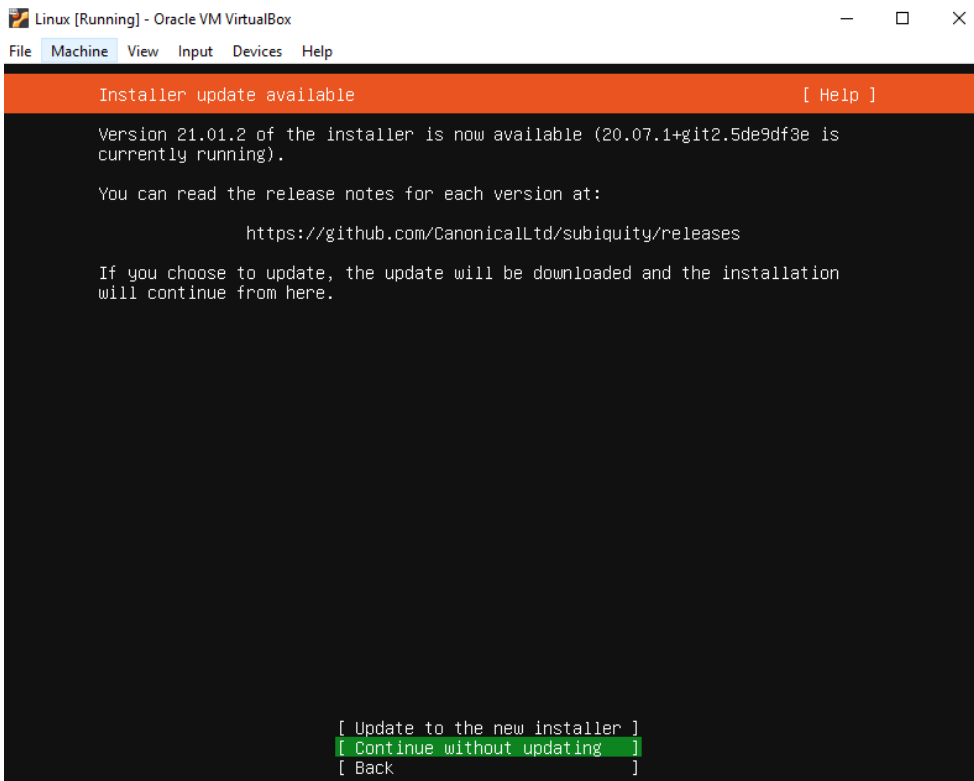 Linux [Running] - Oracle VM VirtualBox
File Machine View Input Devices Help
Installer update available [ Help ]
Version 21.01.2 of the installer is now available (20.07.1+git2.5de9df3e is
currently running).
You can read the release notes for each version at:
https://github.com/CanonicalLtd/subiquity/releases
If you choose to update, the update will be downloaded and the installation
will continue from here.
[ Update to the new installer ]
[ Continue without updating ]
[ Back ]